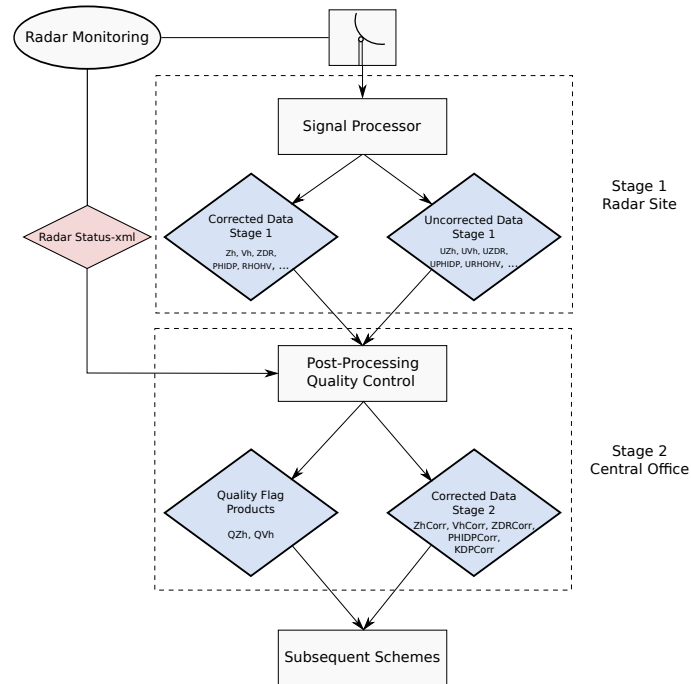 Radar Monitoring
Signal Processor
Stage 1
Radar Site
Corrected Data
Stage 1
Zh, Vh, ZDR,
PHIDP, RHOHV, ...
Uncorrected Data
Stage 1
UZh, UVh, UZDR,
UPHIDP, URHOHV, ...
Radar Status-xml
Post-Processing
Quality Control
Stage 2
Central Office
Quality Flag
Products
QZh, QVh
Corrected Data
Stage 2
ZhCorr, VhCorr, ZDRCorr,
PHIDPCorr,
KDPCorr
Subsequent Schemes